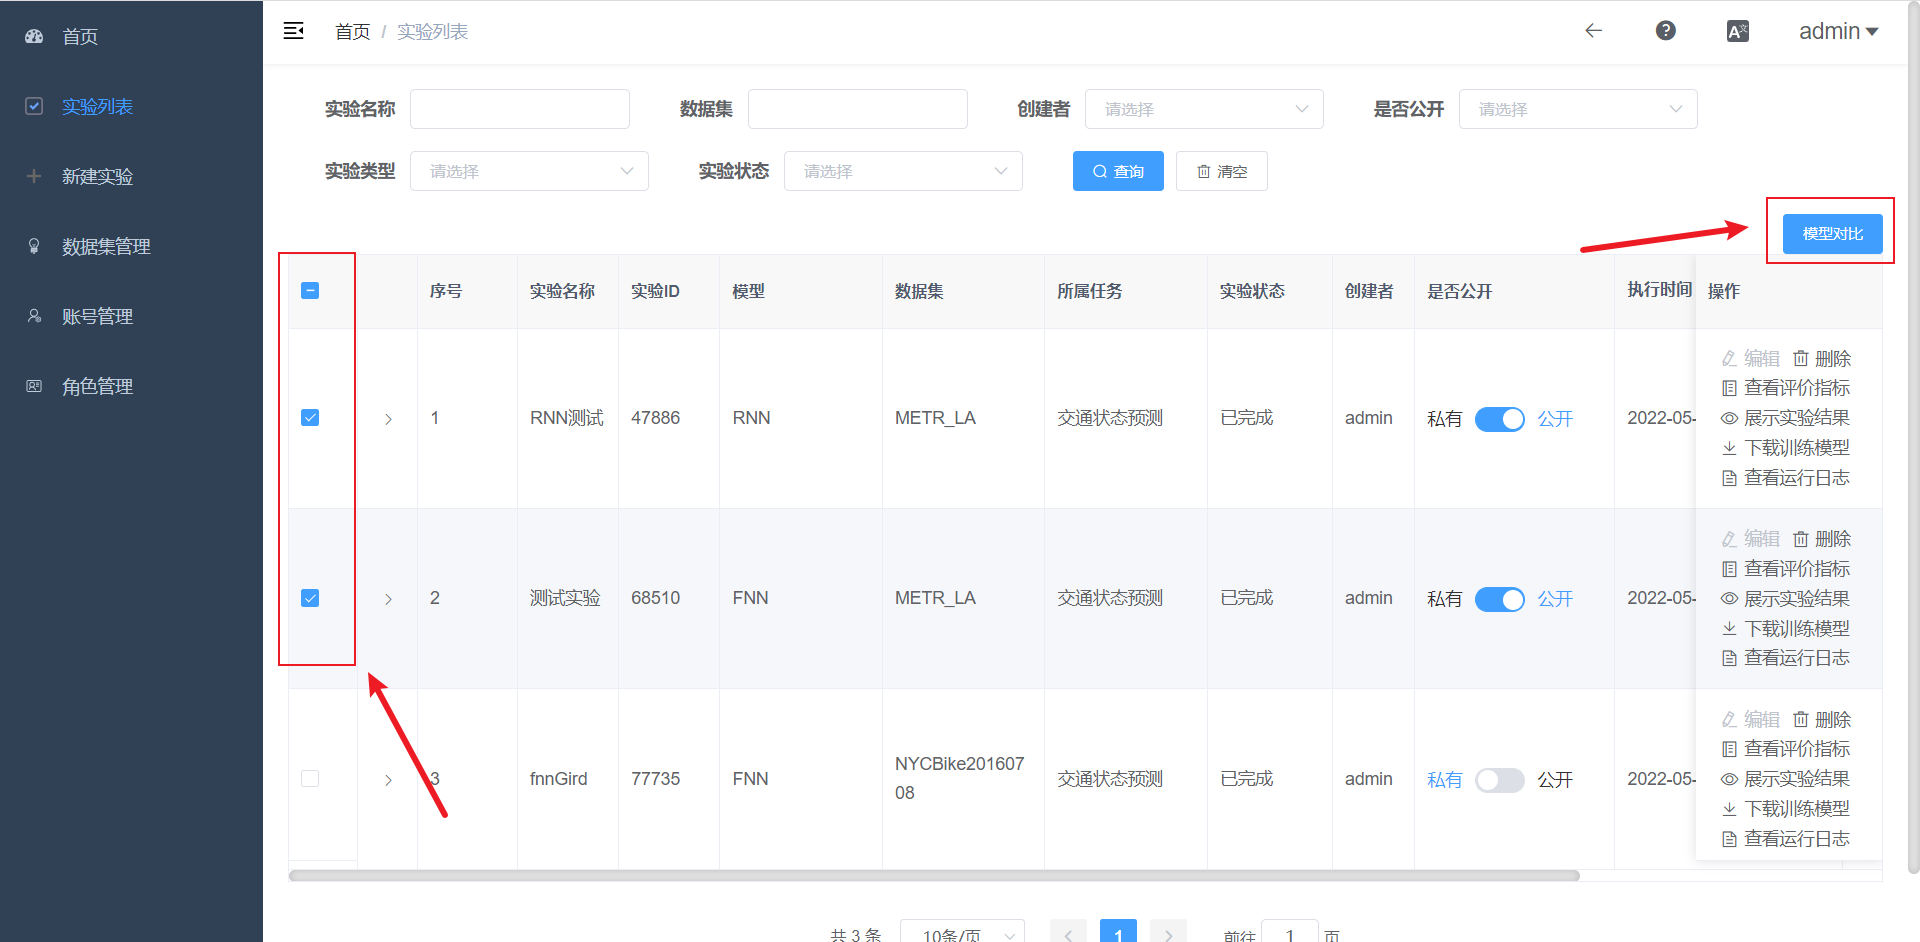 首页
实验列表
新建实验
数据集管理
账号管理
角色管理
首页 / 实验列表
admin
实验名称 数据集 创建者 请选择 是否公开 请选择
实验类型 请选择 实验状态 请选择 查询 清空
模型对比
序号 实验名称 实验ID 模型 数据集 所属任务 实验状态 创建者 是否公开 执行时间 操作
1 RNN测试 47886 RNN METR_LA 交通状态预测 已完成 admin 私有 公开 2022-05-
编辑 删除
查看评价指标
展示实验结果
下载训练模型
查看运行日志
2 测试实验 68510 FNN METR_LA 交通状态预测 已完成 admin 私有 公开 2022-05-
编辑 删除
查看评价指标
展示实验结果
下载训练模型
查看运行日志
3 fnnGird 77735 FNN NYCBike201607
08 交通状态预测 已完成 admin 私有 公开 2022-05-
编辑 删除
查看评价指标
展示实验结果
下载训练模型
查看运行日志
共 3 条 10条/页 1 前往 1 页